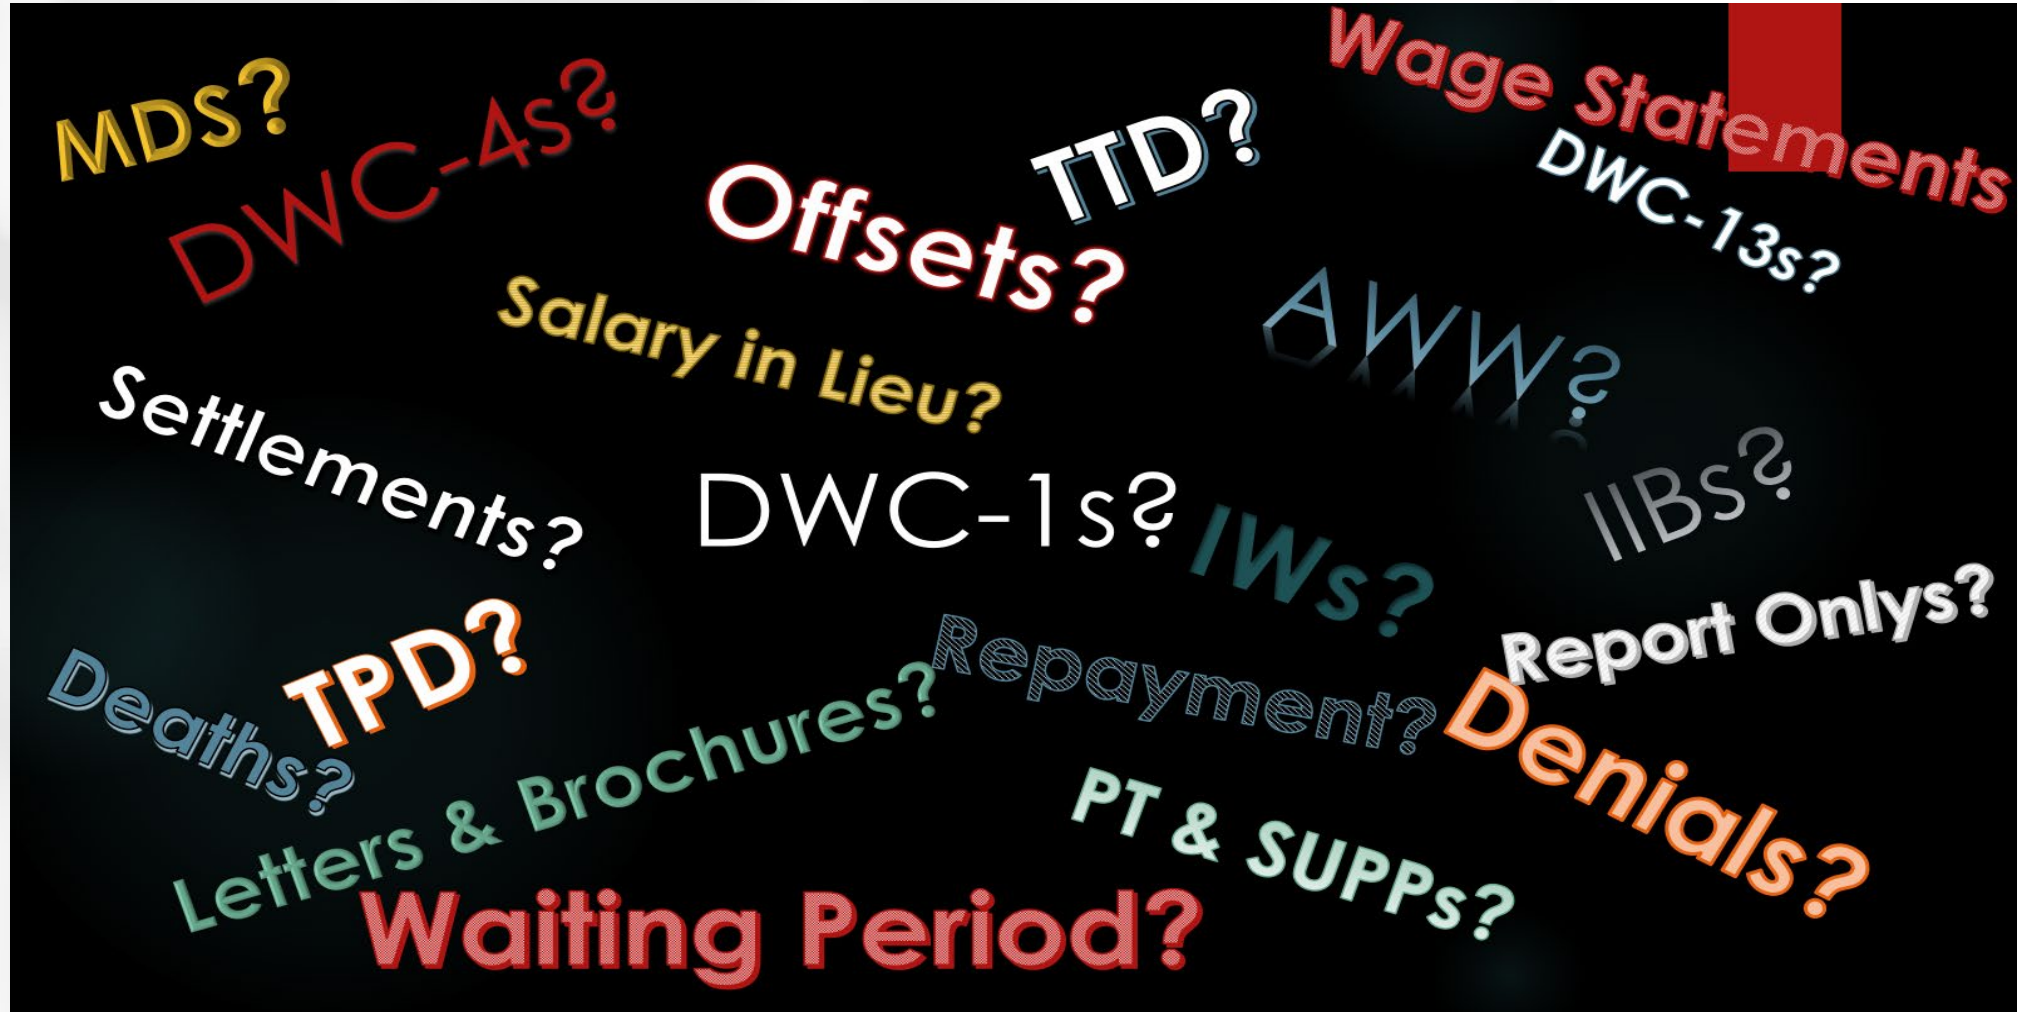 MDS?
DWC-4s?
Offsets?
TTD?
Wage Statements
DWC-13s?
Salary in Lieu?
AWW?
Settlements?
DWC-1s?
IWs?
IIBs?
TPD?
Deaths?
Letters & Brochures?
Repayment?
Report Onlys?
Denials?
PT & SUPPs?
Waiting Period?